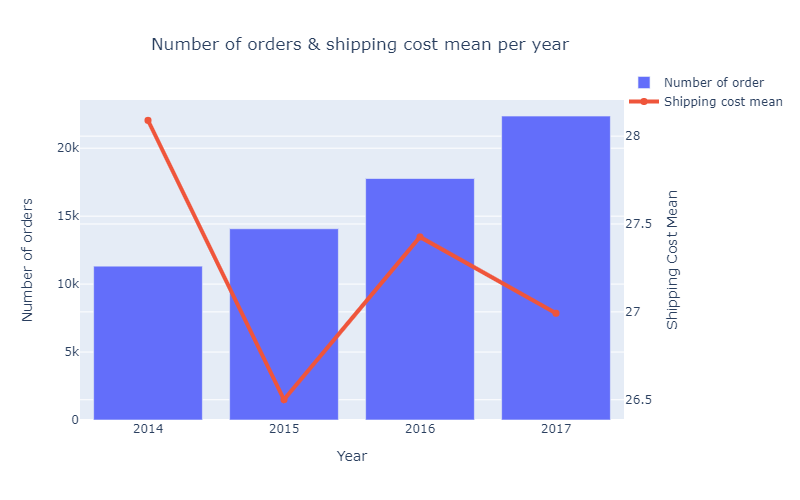 Number of orders & shipping cost mean per year
Number of order
Shipping cost mean
Number of orders
20k
15k
10k
5k
0
28
27.5
27
26.5
Shipping Cost Mean
2014 2015 2016 2017
Year